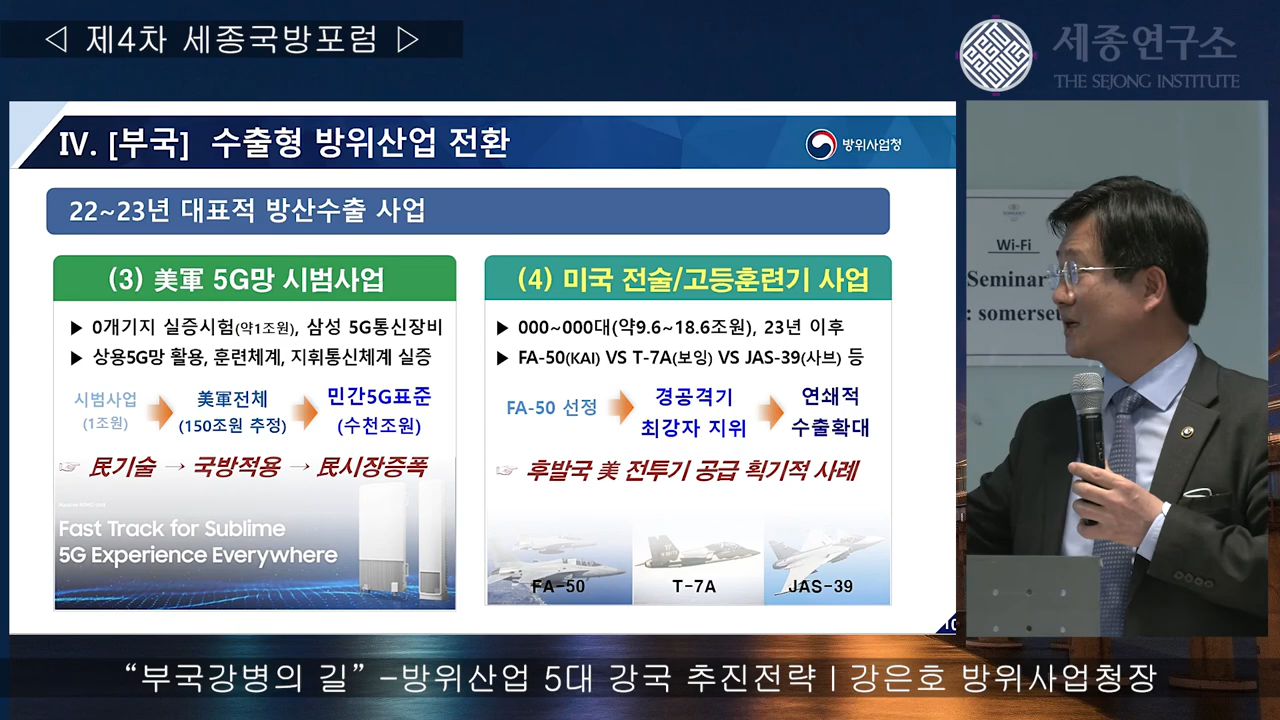 ◁ 제4차 세종국방포럼 ▷
세종연구소
THE SEJONG INSTITUTE
Ⅳ. [부국] 수출형 방위산업 전환
방위사업청
22~23년 대표적 방산수출 사업
(3) 美軍 5G망 시범사업
▶ 0개기지 실증시험(약1조원), 삼성 5G통신장비
▶ 상용5G망 활용, 훈련체계, 지휘통신체계 실증
시범사업
(1조원)
美軍전체
(150조원 추정)
민간5G표준
(수천조원)
☞ 民기술 → 국방적용 → 民시장증폭
Fast Track for Sublime
5G Experience Everywhere
(4) 미국 전술/고등훈련기 사업
▶ 000~000대(약9.6~18.6조원), 23년 이후
▶ FA-50(KAI) VS T-7A(보잉) VS JAS-39(사브) 등
FA-50 선정
경공격기
최강자 지위
연쇄적
수출확대
☞ 후발국 美 전투기 공급 획기적 사례
FA-50
T-7A
JAS-39
10
Wi-Fi
Seminar
: somerset
“부국강병의 길” -방위산업 5대 강국 추진전략 | 강은호 방위사업청장